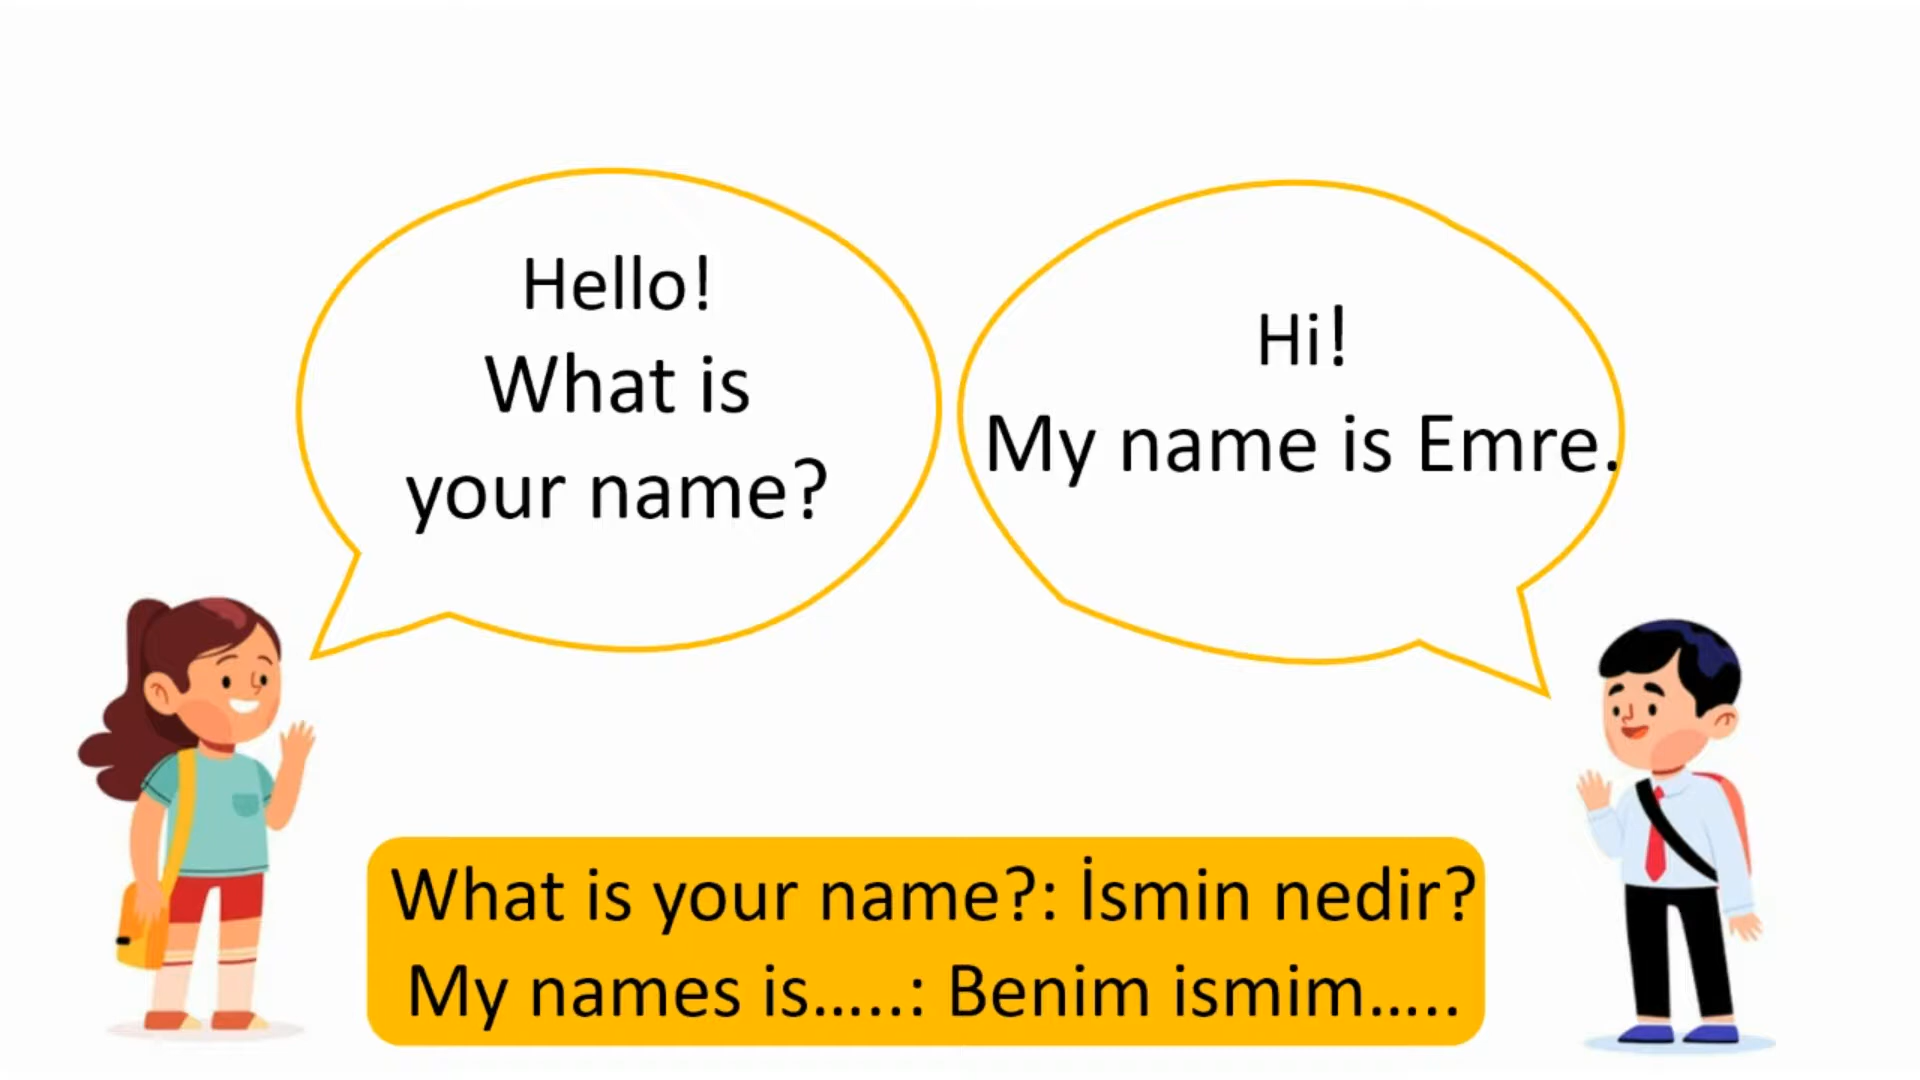 Hello!
What is
your name?
Hi!
My name is Emre.
What is your name?: İsmin nedir?
My names is.....: Benim ismim.....